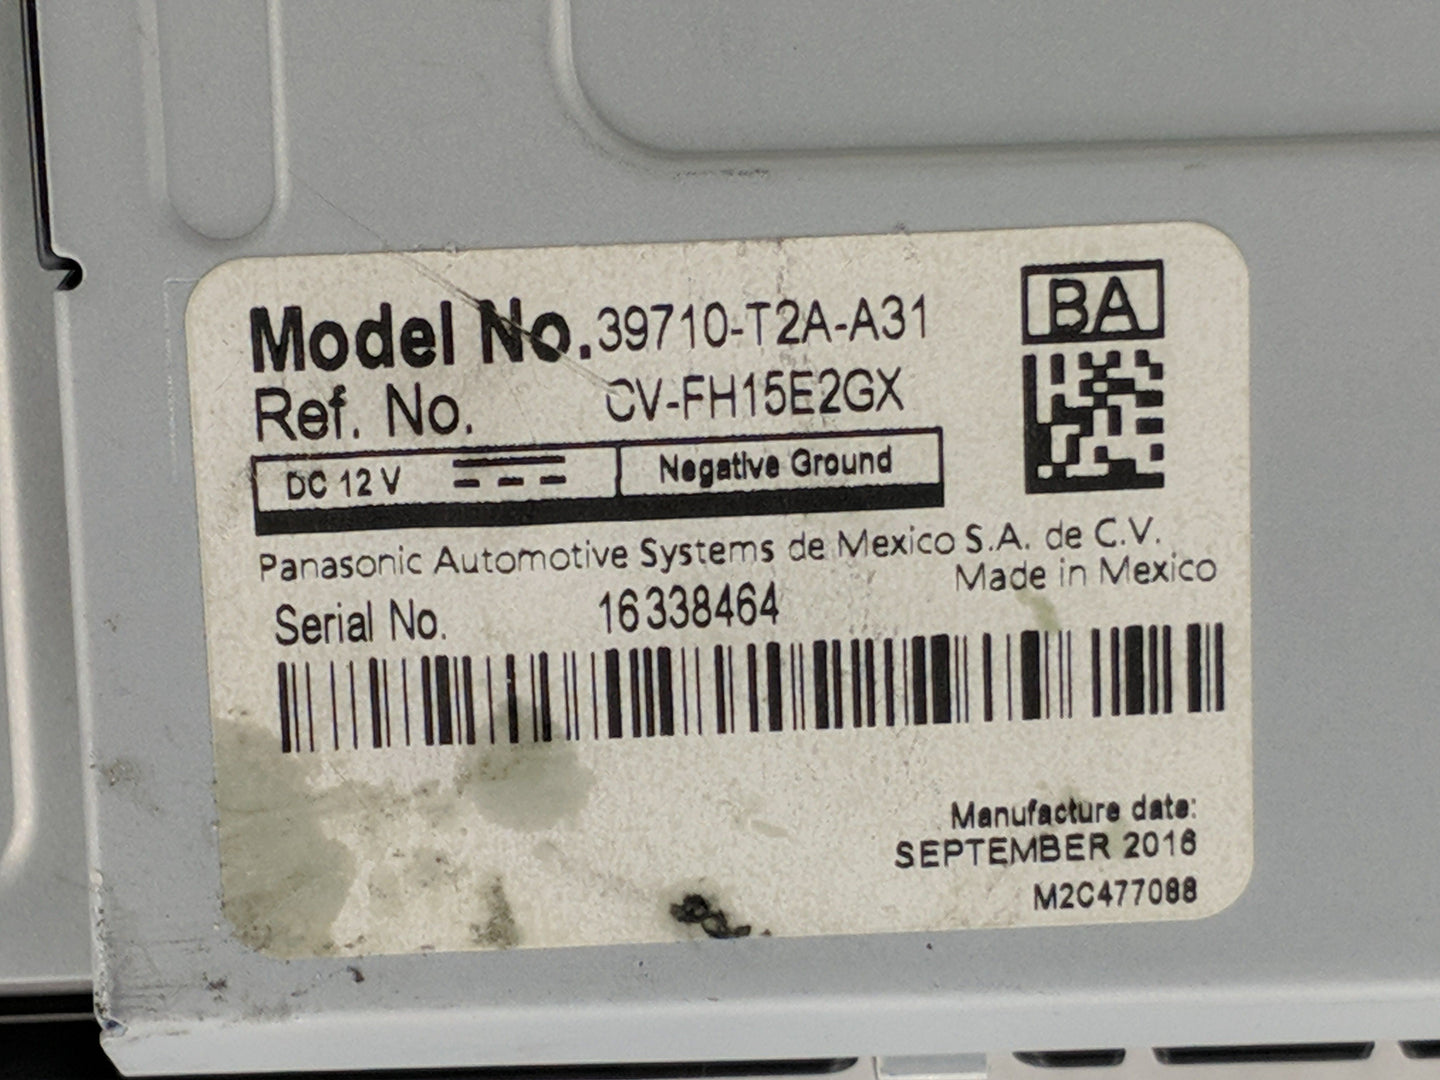 Model No. 39710-T2A-A31
BA
Ref. No. CV-FH15E2GX
DC 12 V Negative Ground
Panasonic Automotive Systems de Mexico S.A. de C.V.
Made in Mexico
Serial No. 16338464
Manufacture date:
SEPTEMBER 2016
M2C477088